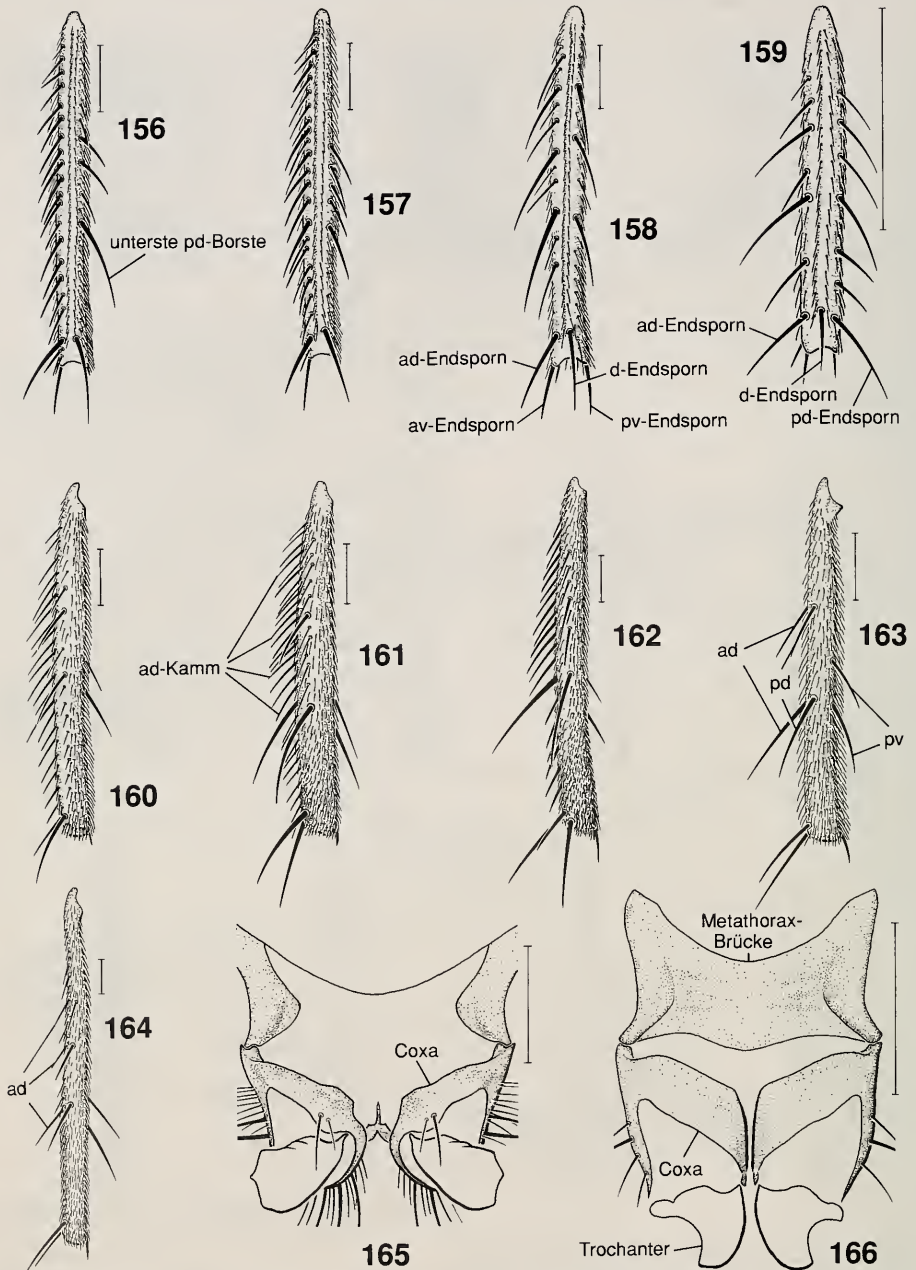 156
unterste pd-Borste
157
158
ad-Endsporn
av-Endsporn
d-Endsporn
pv-Endsporn
159
ad-Endsporn
d-Endsporn
pd-Endsporn
160
ad-Kamm
161
162
ad
pd
163
pv
164
ad
Coxa
165
Metathorax-
Brücke
Coxa
Trochanter
166